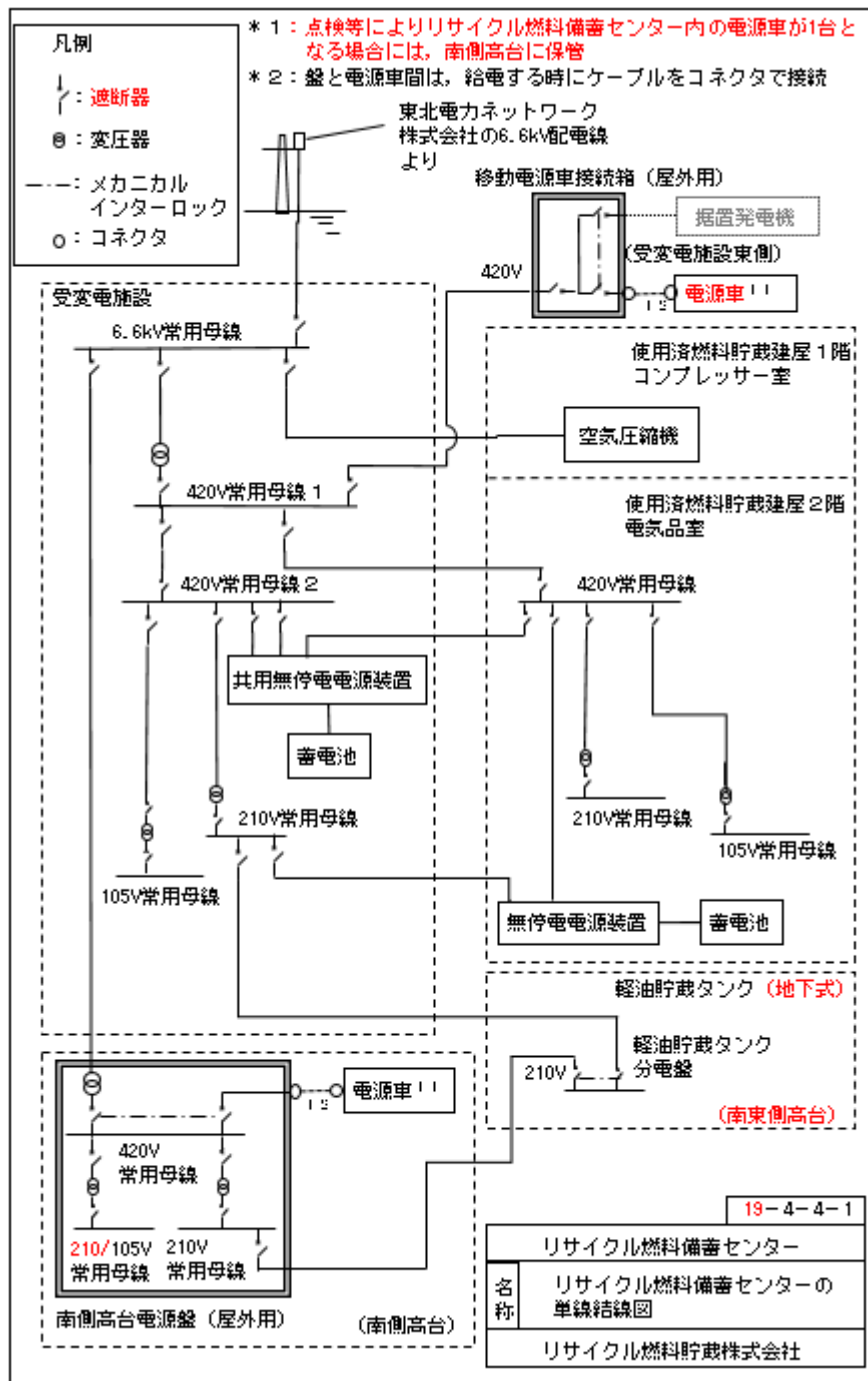 凡例
:遮断器
:変圧器
:メカニカル
インターロック
:コネクタ
*1:点検等によりリサイクル燃料備蓄センター内の電源車が1台と
なる場合には,南側高台に保管
*2:盤と電源車間は,給電する時にケーブルをコネクタで接続
東北電力ネットワーク
株式会社の6.6kV配電線
より
移動電源車接続箱(屋外用)
据置発電機
(受変電施設東側)
420V
電源車
受変電施設
6.6kV常用母線
使用済燃料貯蔵建屋1階
コンプレッサー室
空気圧縮機
420V常用母線1
使用済燃料貯蔵建屋2階
電気品室
420V常用母線2
420V常用母線
共用無停電電源装置
蓄電池
210V常用母線
210V常用母線
105V常用母線
105V常用母線
無停電電源装置
蓄電池
軽油貯蔵タンク(地下式)
軽油貯蔵タンク
分電盤
210V
(南東側高台)
電源車
420V
常用母線
210/105V
常用母線
210V
常用母線
南側高台電源盤(屋外用)
(南側高台)
19-4-4-1
リサイクル燃料備蓄センター
名称
リサイクル燃料備蓄センターの
単線結線図
リサイクル燃料貯蔵株式会社